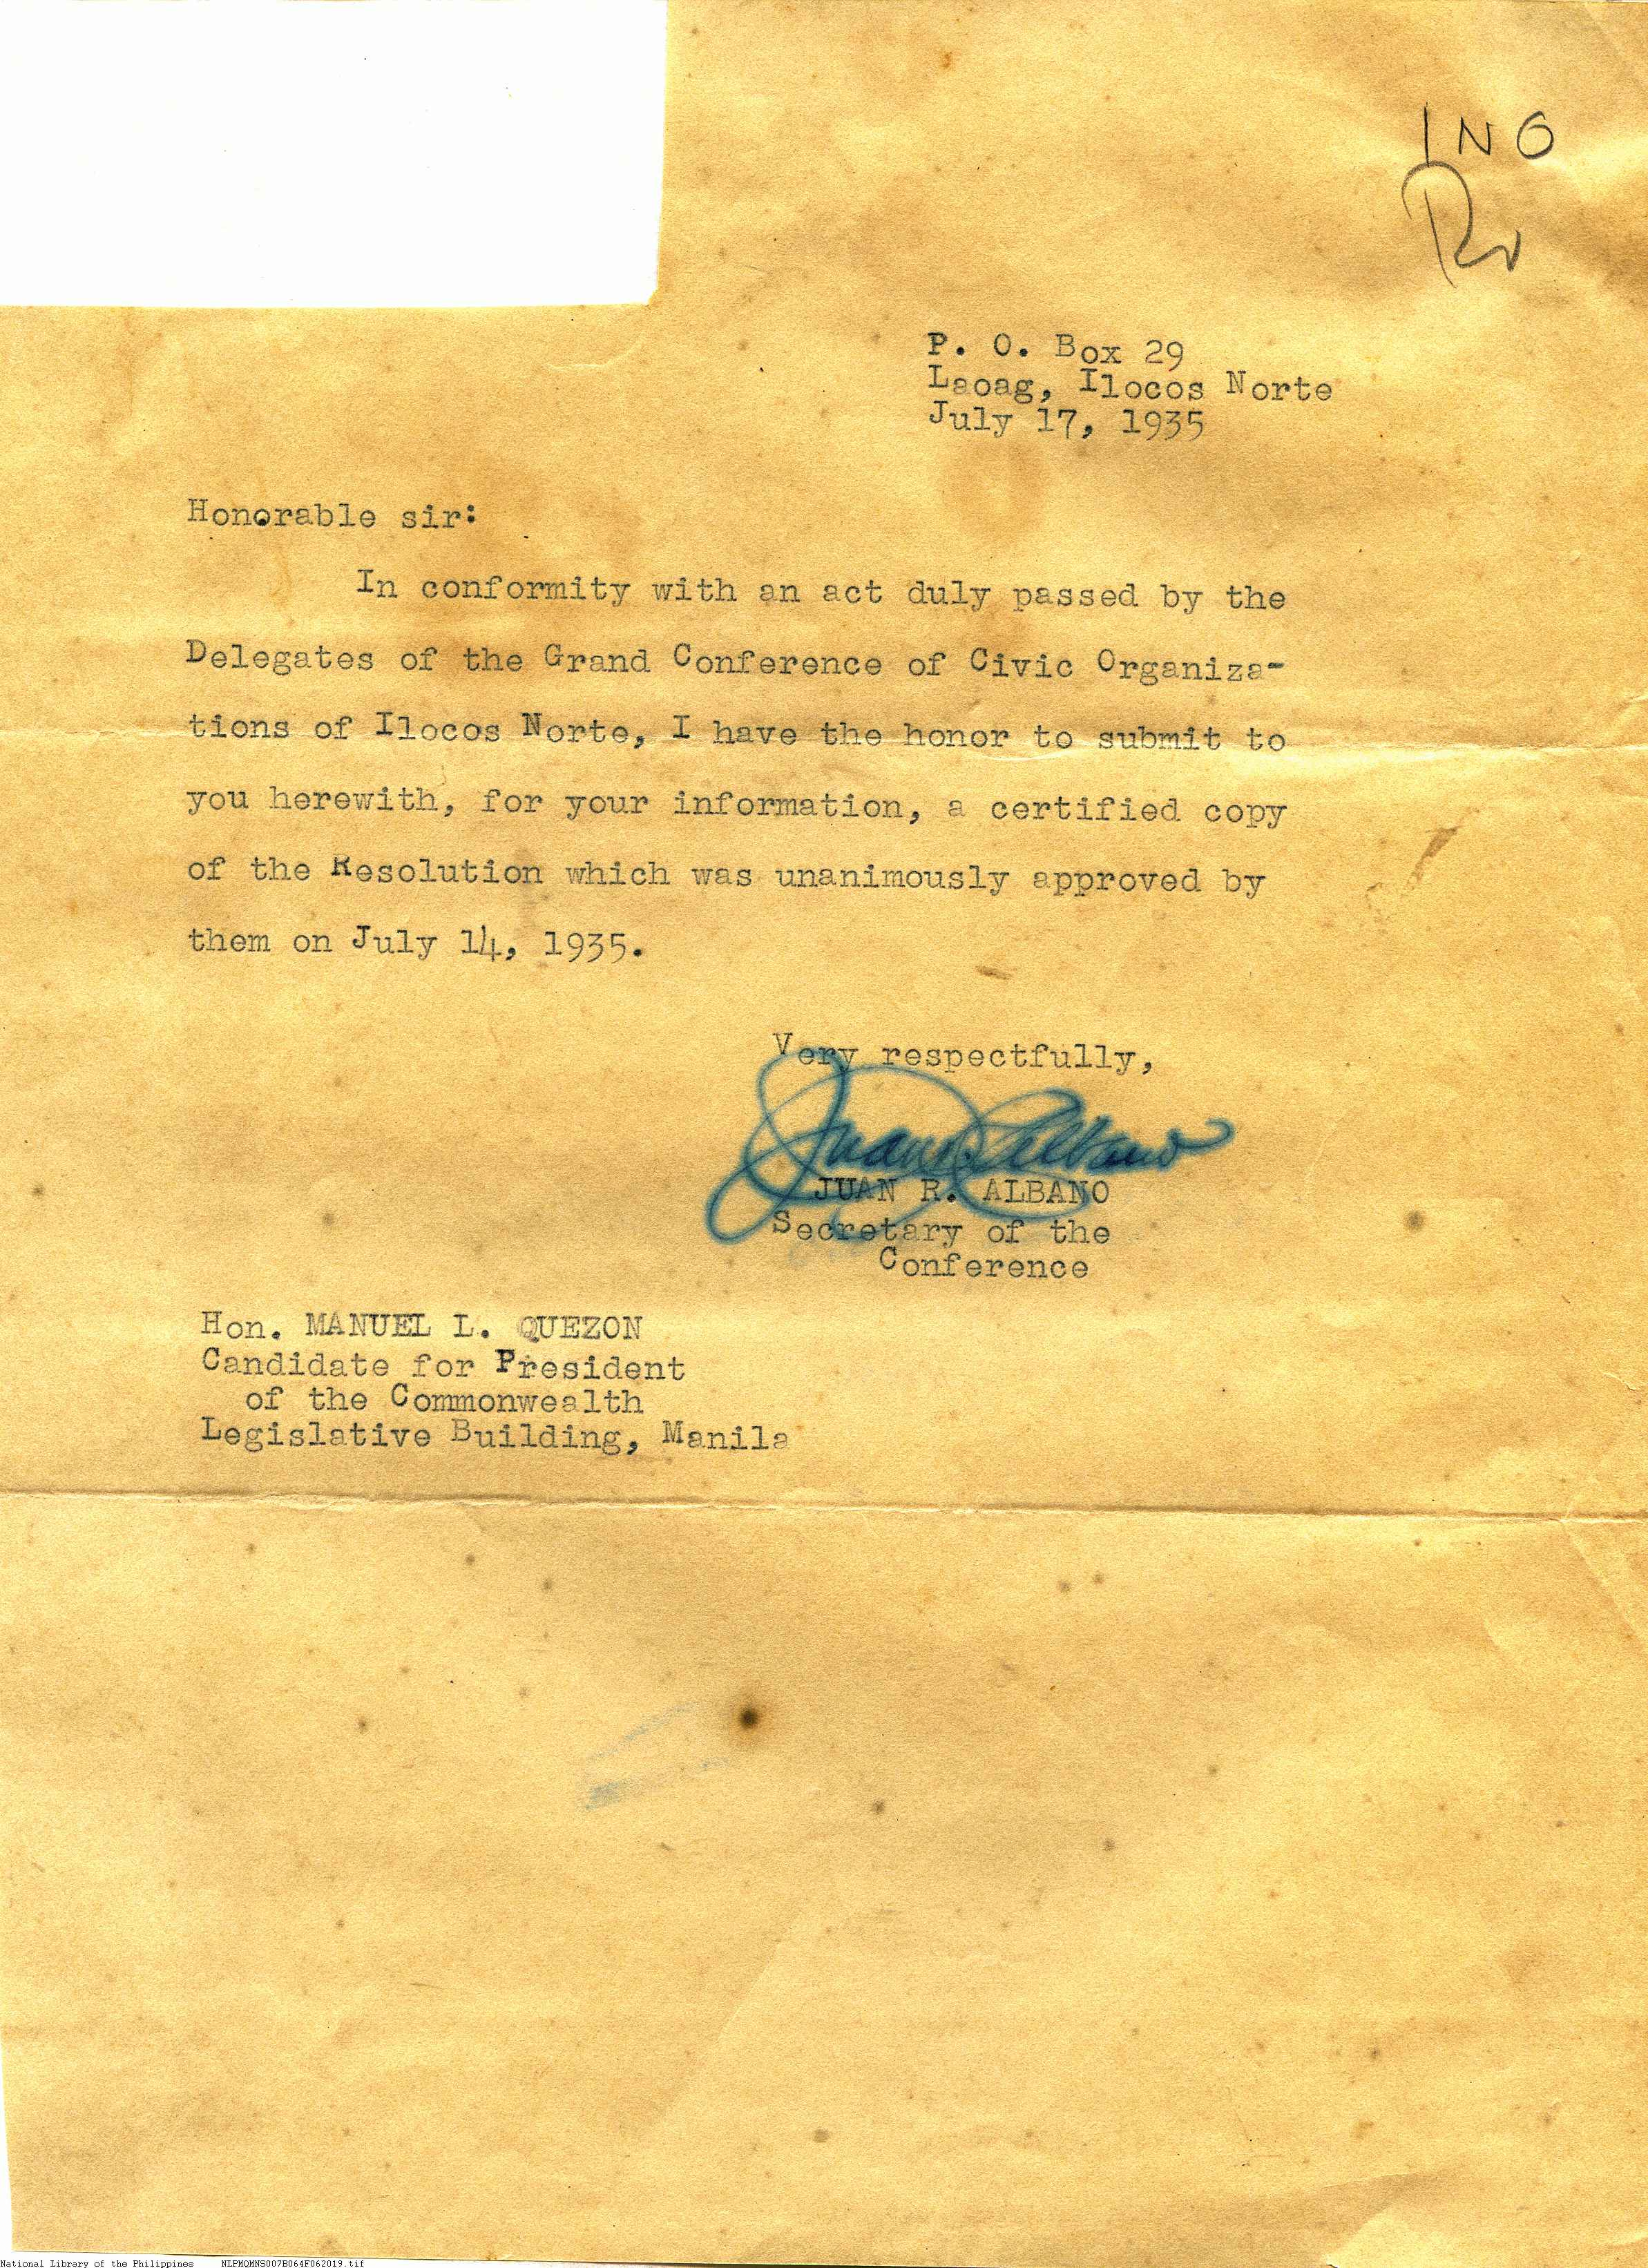 INO
P. O. Box 29
Laoag, Ilocos Norte
July 17, 1935
Honorable sir:
In conformity with an act duly passed by the
Delegates of the Grand Conference of Civic Organiza-
tions of Ilocos Norte, I have the honor to submit to
you herewith, for your information, a certified copy
of the Resolution which was unanimously approved by
them on July 14, 1935.
Very respectfully,
Juan R. Albano
JUAN R. ALBANO
Secretary of the
Conference
Hon. MANUEL L. QUEZON
Candidate for President
of the Commonwealth
Legislative Building, Manila
National Library of the Philippines NLPMQMNS007B064F062019.tif